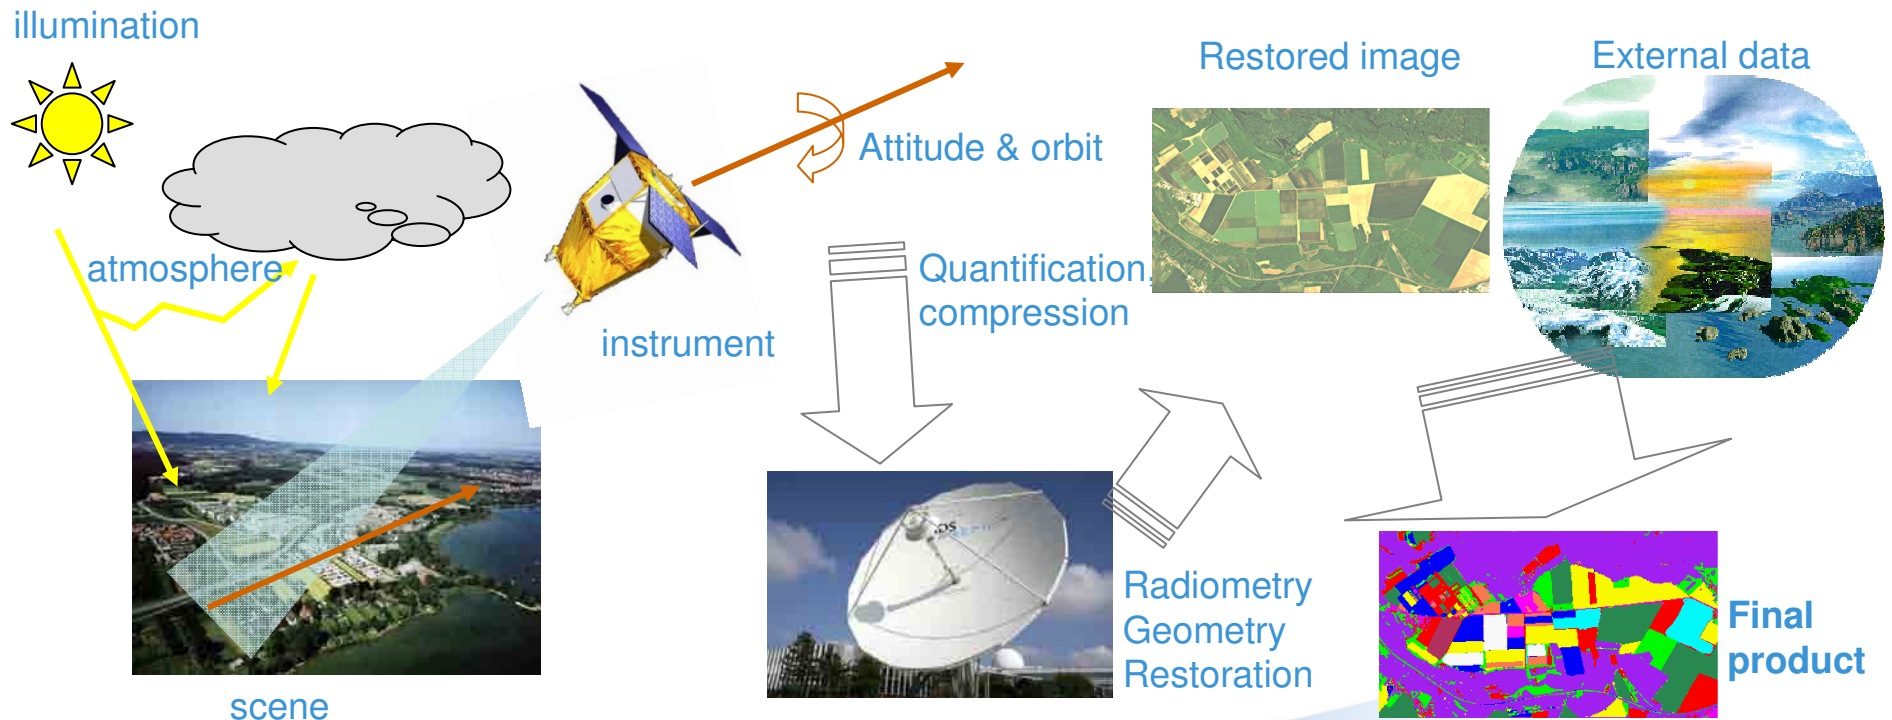 illumination
atmosphere
scene
instrument
Attitude & orbit
Quantification,
compression
Radiometry
Geometry
Restoration
Restored image
External data
Final
product